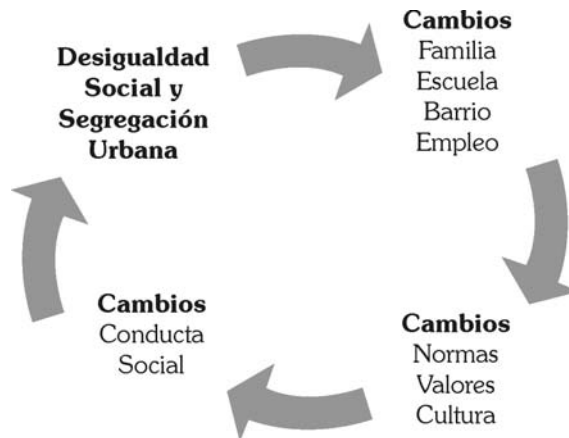 Desigualdad
Social y
Segregación
Urbana
Cambios
Familia
Escuela
Barrio
Empleo
Cambios
Normas
Valores
Cultura
Cambios
Conducta
Social